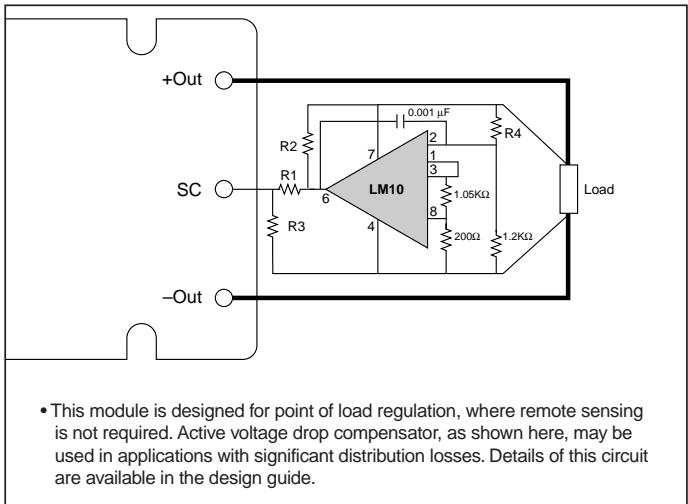 +Out
0.001 µF
R2
2
R4
7
1
R1
3
SC
LM10
Load
6
1.05KΩ
R3
8
4
200Ω
1.2KΩ
–Out
• This module is designed for point of load regulation, where remote sensing
is not required. Active voltage drop compensator, as shown here, may be
used in applications with significant distribution losses. Details of this circuit
are available in the design guide.